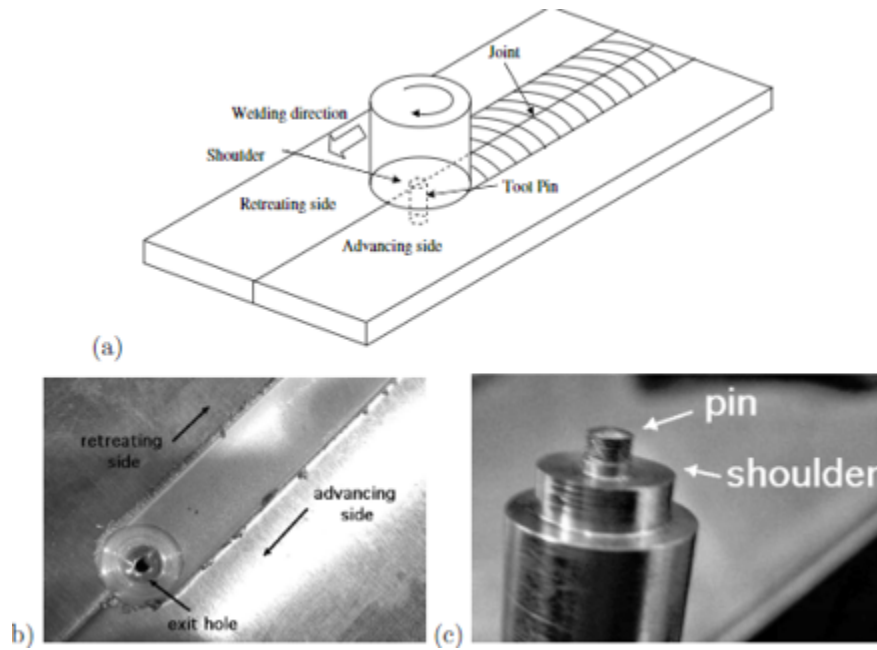 Joint
Welding direction
Shoulder
Tool Pin
Retreating side
Advancing side
(a)
retreating
side
advancing
side
exit hole
b)
pin
shoulder
(c)